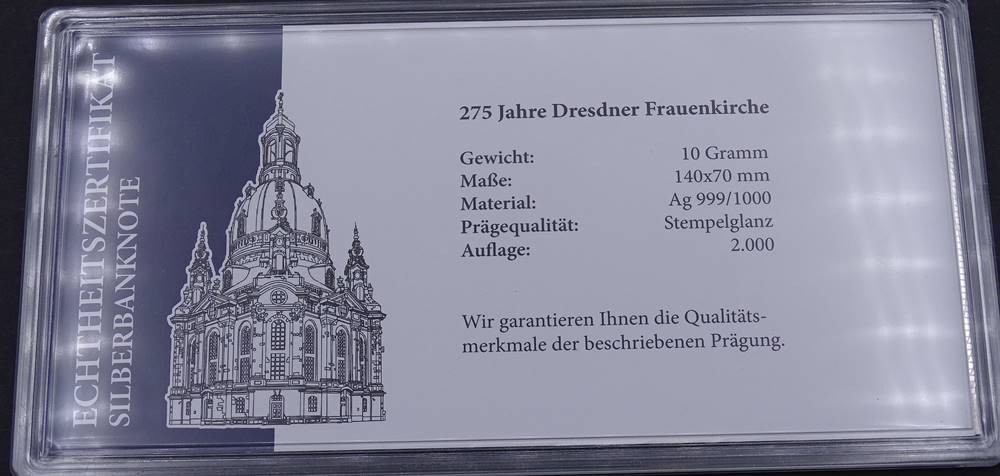 ECHTHEITSZERTIFIKAT
SILBERBANKNOTE
275 Jahre Dresdner Frauenkirche
Gewicht: 10 Gramm
Maße: 140x70 mm
Material: Ag 999/1000
Prägequalität: Stempelglanz
Auflage: 2.000
Wir garantieren Ihnen die Qualitäts-
merkmale der beschriebenen Prägung.